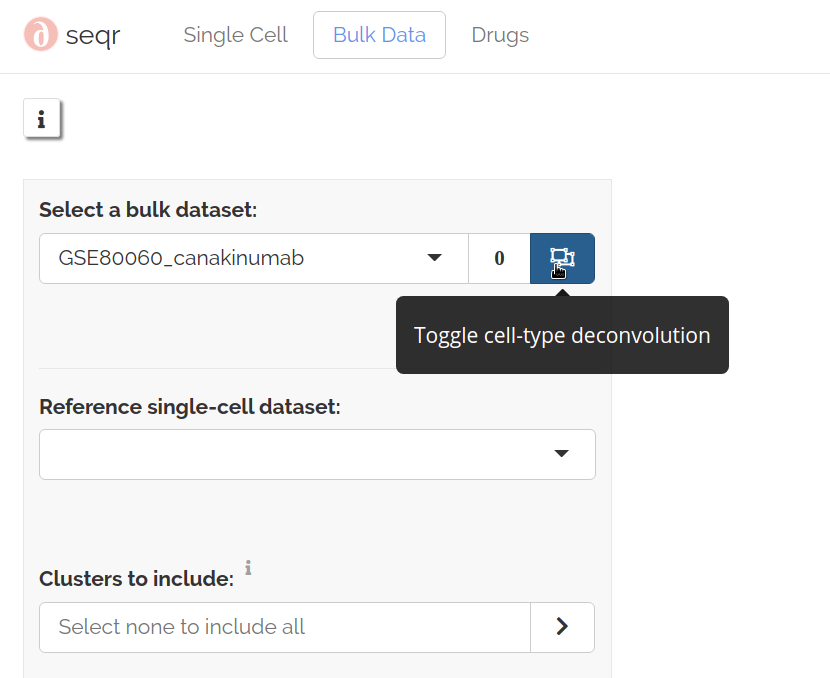 seqr
Single Cell
Bulk Data
Drugs
i
Select a bulk dataset:
GSE80060_canakinumab
0
Toggle cell-type deconvolution
Reference single-cell dataset:
Clusters to include: i
Select none to include all